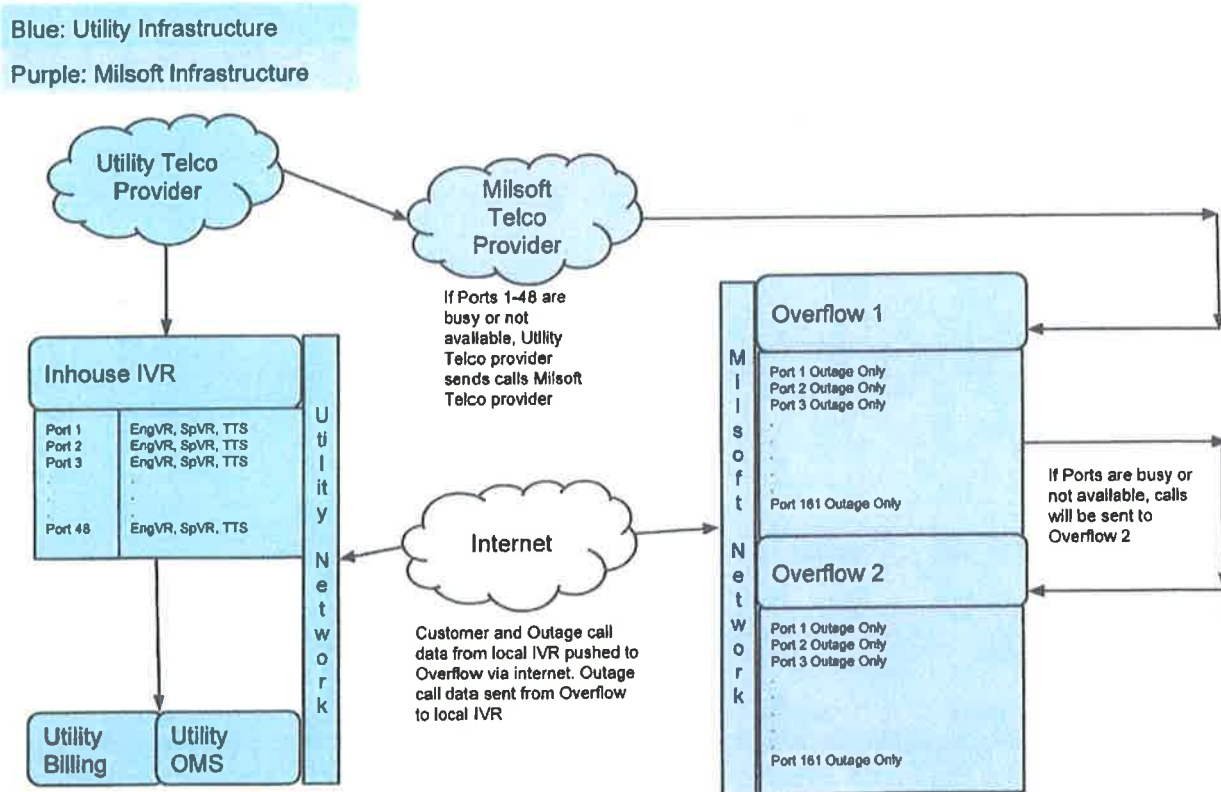 Blue: Utility Infrastructure
Purple: Milsoft Infrastructure
Utility Telco
Provider
Milsoft
Telco
Provider
If Ports 1-48 are
busy or not
available, Utility
Telco provider
sends calls Milsoft
Telco provider
Inhouse IVR
Port 1 EngVR, SpVR, TTS
Port 2 EngVR, SpVR, TTS
Port 3 EngVR, SpVR, TTS
.
.
.
Port 48 EngVR, SpVR, TTS
Utility Network
Utility
Billing
Utility
OMS
Internet
Customer and Outage call
data from local IVR pushed to
Overflow via internet. Outage
call data sent from Overflow
to local IVR
Milsoft Network
Overflow 1
Port 1 Outage Only
Port 2 Outage Only
Port 3 Outage Only
.
.
.
.
.
Port 161 Outage Only
If Ports are busy or
not available, calls
will be sent to
Overflow 2
Overflow 2
Port 1 Outage Only
Port 2 Outage Only
Port 3 Outage Only
.
.
.
.
.
Port 161 Outage Only